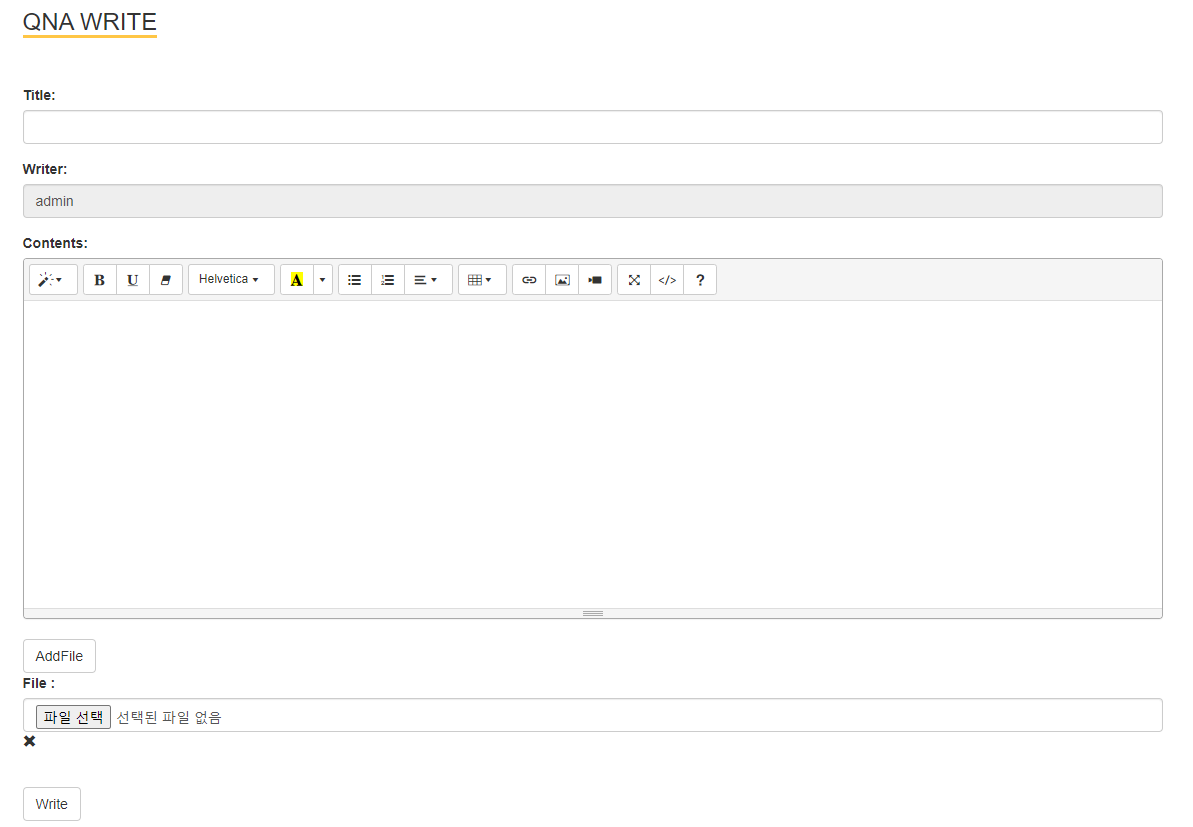 QNA WRITE
Title:
Writer:
admin
Contents:
B U Helvetica A </> ?
AddFile
File :
파일 선택 선택된 파일 없음
Write